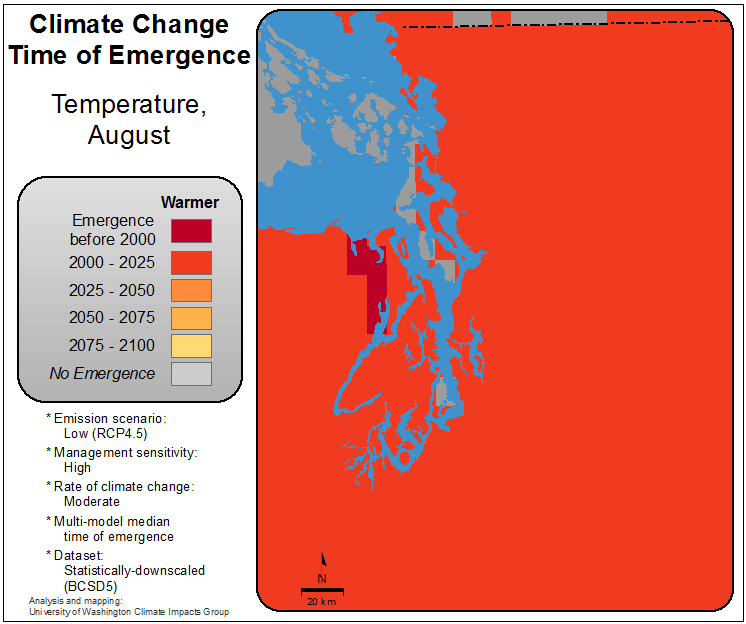 Climate Change
Time of Emergence
Temperature,
August
Warmer
Emergence
before 2000
2000 - 2025
2025 - 2050
2050 - 2075
2075 - 2100
No Emergence
* Emission scenario:
Low (RCP4.5)
* Management sensitivity:
High
* Rate of climate change:
Moderate
* Multi-model median
time of emergence
* Dataset:
Statistically-downscaled
(BCSD5)
Analysis and mapping:
University of Washington Climate Impacts Group
N
20 km